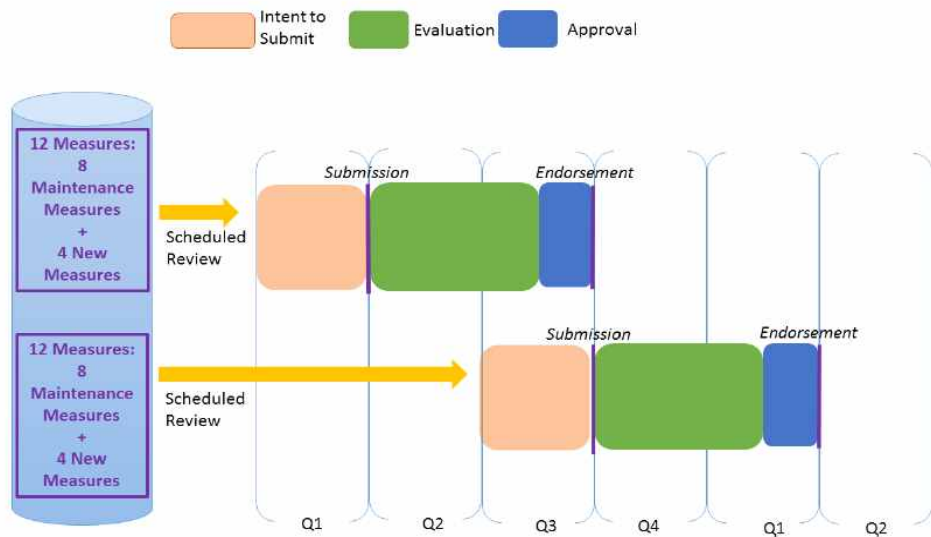 Intent to
Submit
Evaluation
Approval
12 Measures:
8
Maintenance
Measures
+
4 New
Measures
Scheduled
Review
Submission
Endorsement
12 Measures:
8
Maintenance
Measures
+
4 New
Measures
Scheduled
Review
Submission
Endorsement
Q1
Q2
Q3
Q4
Q1
Q2